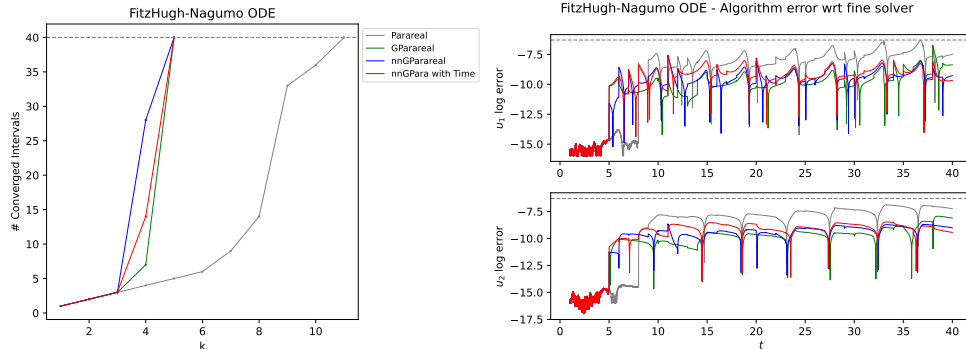 FitzHugh-Nagumo ODE
# Converged Intervals
40
35
30
25
20
15
10
5
0
2
4
6
8
10
k
Parareal
GParareal
nnGParareal
nnGPara with Time
FitzHugh-Nagumo ODE - Algorithm error wrt fine solver
u₁ log error
−7.5
−10.0
−12.5
−15.0
0 5 10 15 20 25 30 35 40
u₂ log error
−7.5
−10.0
−12.5
−15.0
−17.5
0 5 10 15 20 25 30 35 40
t